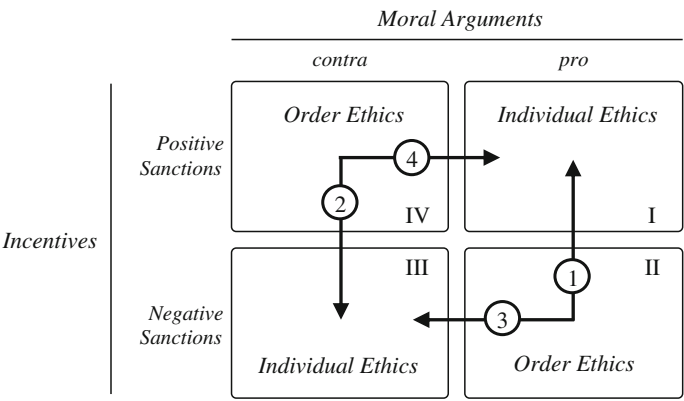 Moral Arguments
contra
pro
Order Ethics
Individual Ethics
Positive
Sanctions
4
2
IV
I
Incentives
III
II
1
Negative
Sanctions
3
Individual Ethics
Order Ethics